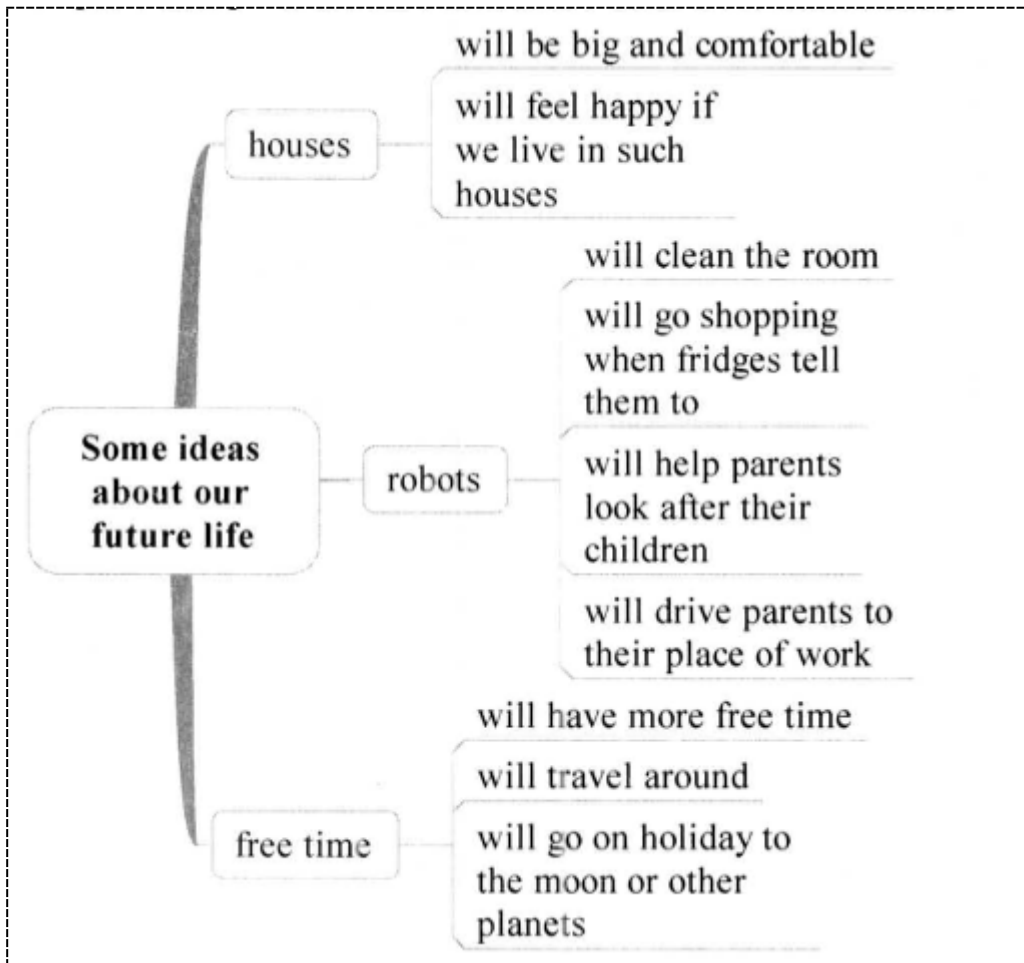 Some ideas
about our
future life
houses
will be big and comfortable
will feel happy if
we live in such
houses
robots
will clean the room
will go shopping
when fridges tell
them to
will help parents
look after their
children
will drive parents to
their place of work
free time
will have more free time
will travel around
will go on holiday to
the moon or other
planets